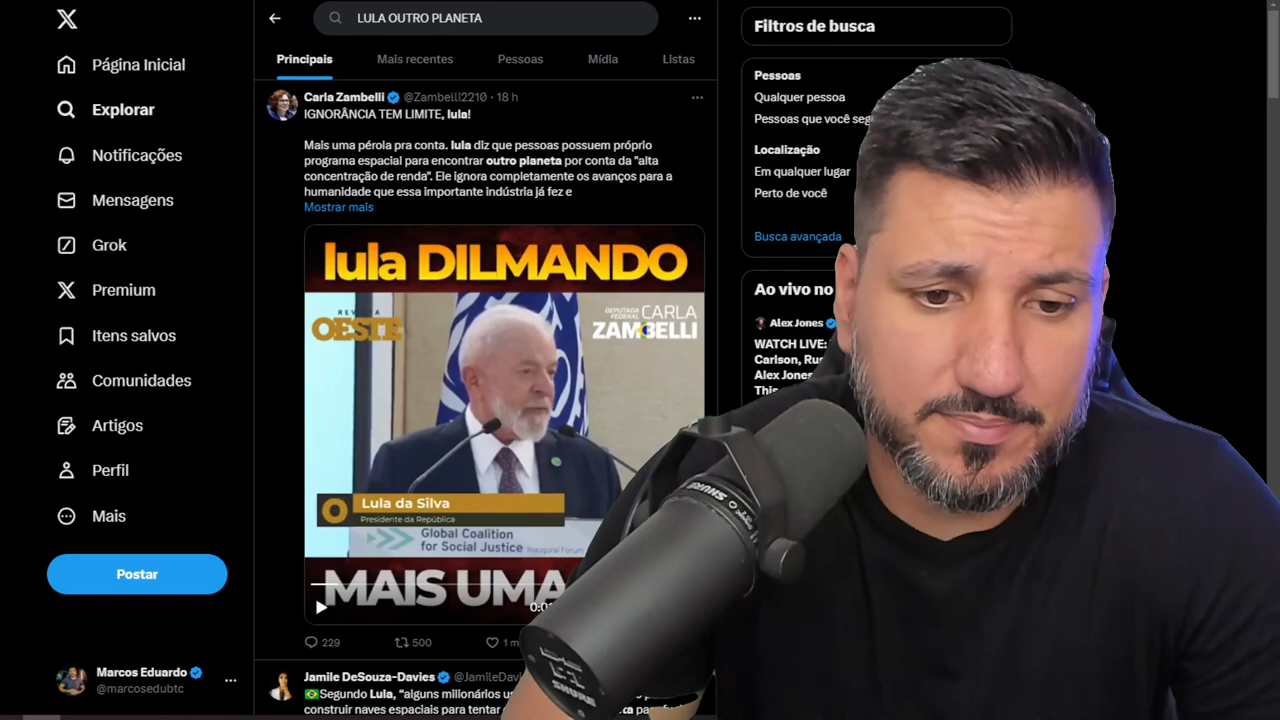 LULA OUTRO PLANETA
Filtros de busca
Página Inicial
Explorar
Notificações
Mensagens
Grok
Premium
Itens salvos
Comunidades
Artigos
Perfil
Mais
Postar
Marcos Eduardo
@marcosedubtc
Principais
Mais recentes
Pessoas
Mídia
Listas
Carla Zambelli @Zambelli2210 · 18 h
IGNORÂNCIA TEM LIMITE, lula!
Mais uma pérola pra conta. lula diz que pessoas possuem próprio
programa espacial para encontrar outro planeta por conta da "alta
concentração de renda". Ele ignora completamente os avanços para a
humanidade que essa importante indústria já fez e
Mostrar mais
lula DILMANDO
REVISTA
OESTE
DEPUTADA
FEDERAL
CARLA
ZAMBELLI
Lula da Silva
Presidente da República
Global Coalition
for Social Justice
Inaugural Forum
MAIS UMA
229
500
Jamile DeSouza-Davies
Segundo Lula, "alguns milionários
construir naves espaciais para tentar
Pessoas
Qualquer pessoa
Pessoas que você
Localização
Em qualquer lugar
Perto de você
Busca avançada
Ao vivo no
Alex Jones
WATCH LIVE:
Carlson,
Alex Jones
This
SHURE
SHURE